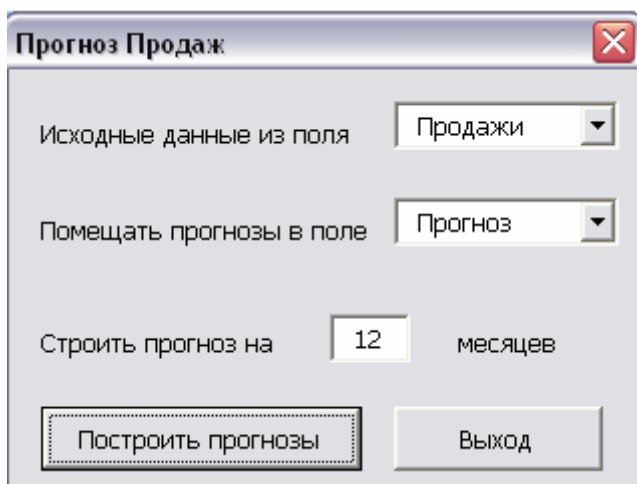 Прогноз Продаж
Исходные данные из поля Продажи
Помещать прогнозы в поле Прогноз
Строить прогноз на 12 месяцев
Построить прогнозы Выход